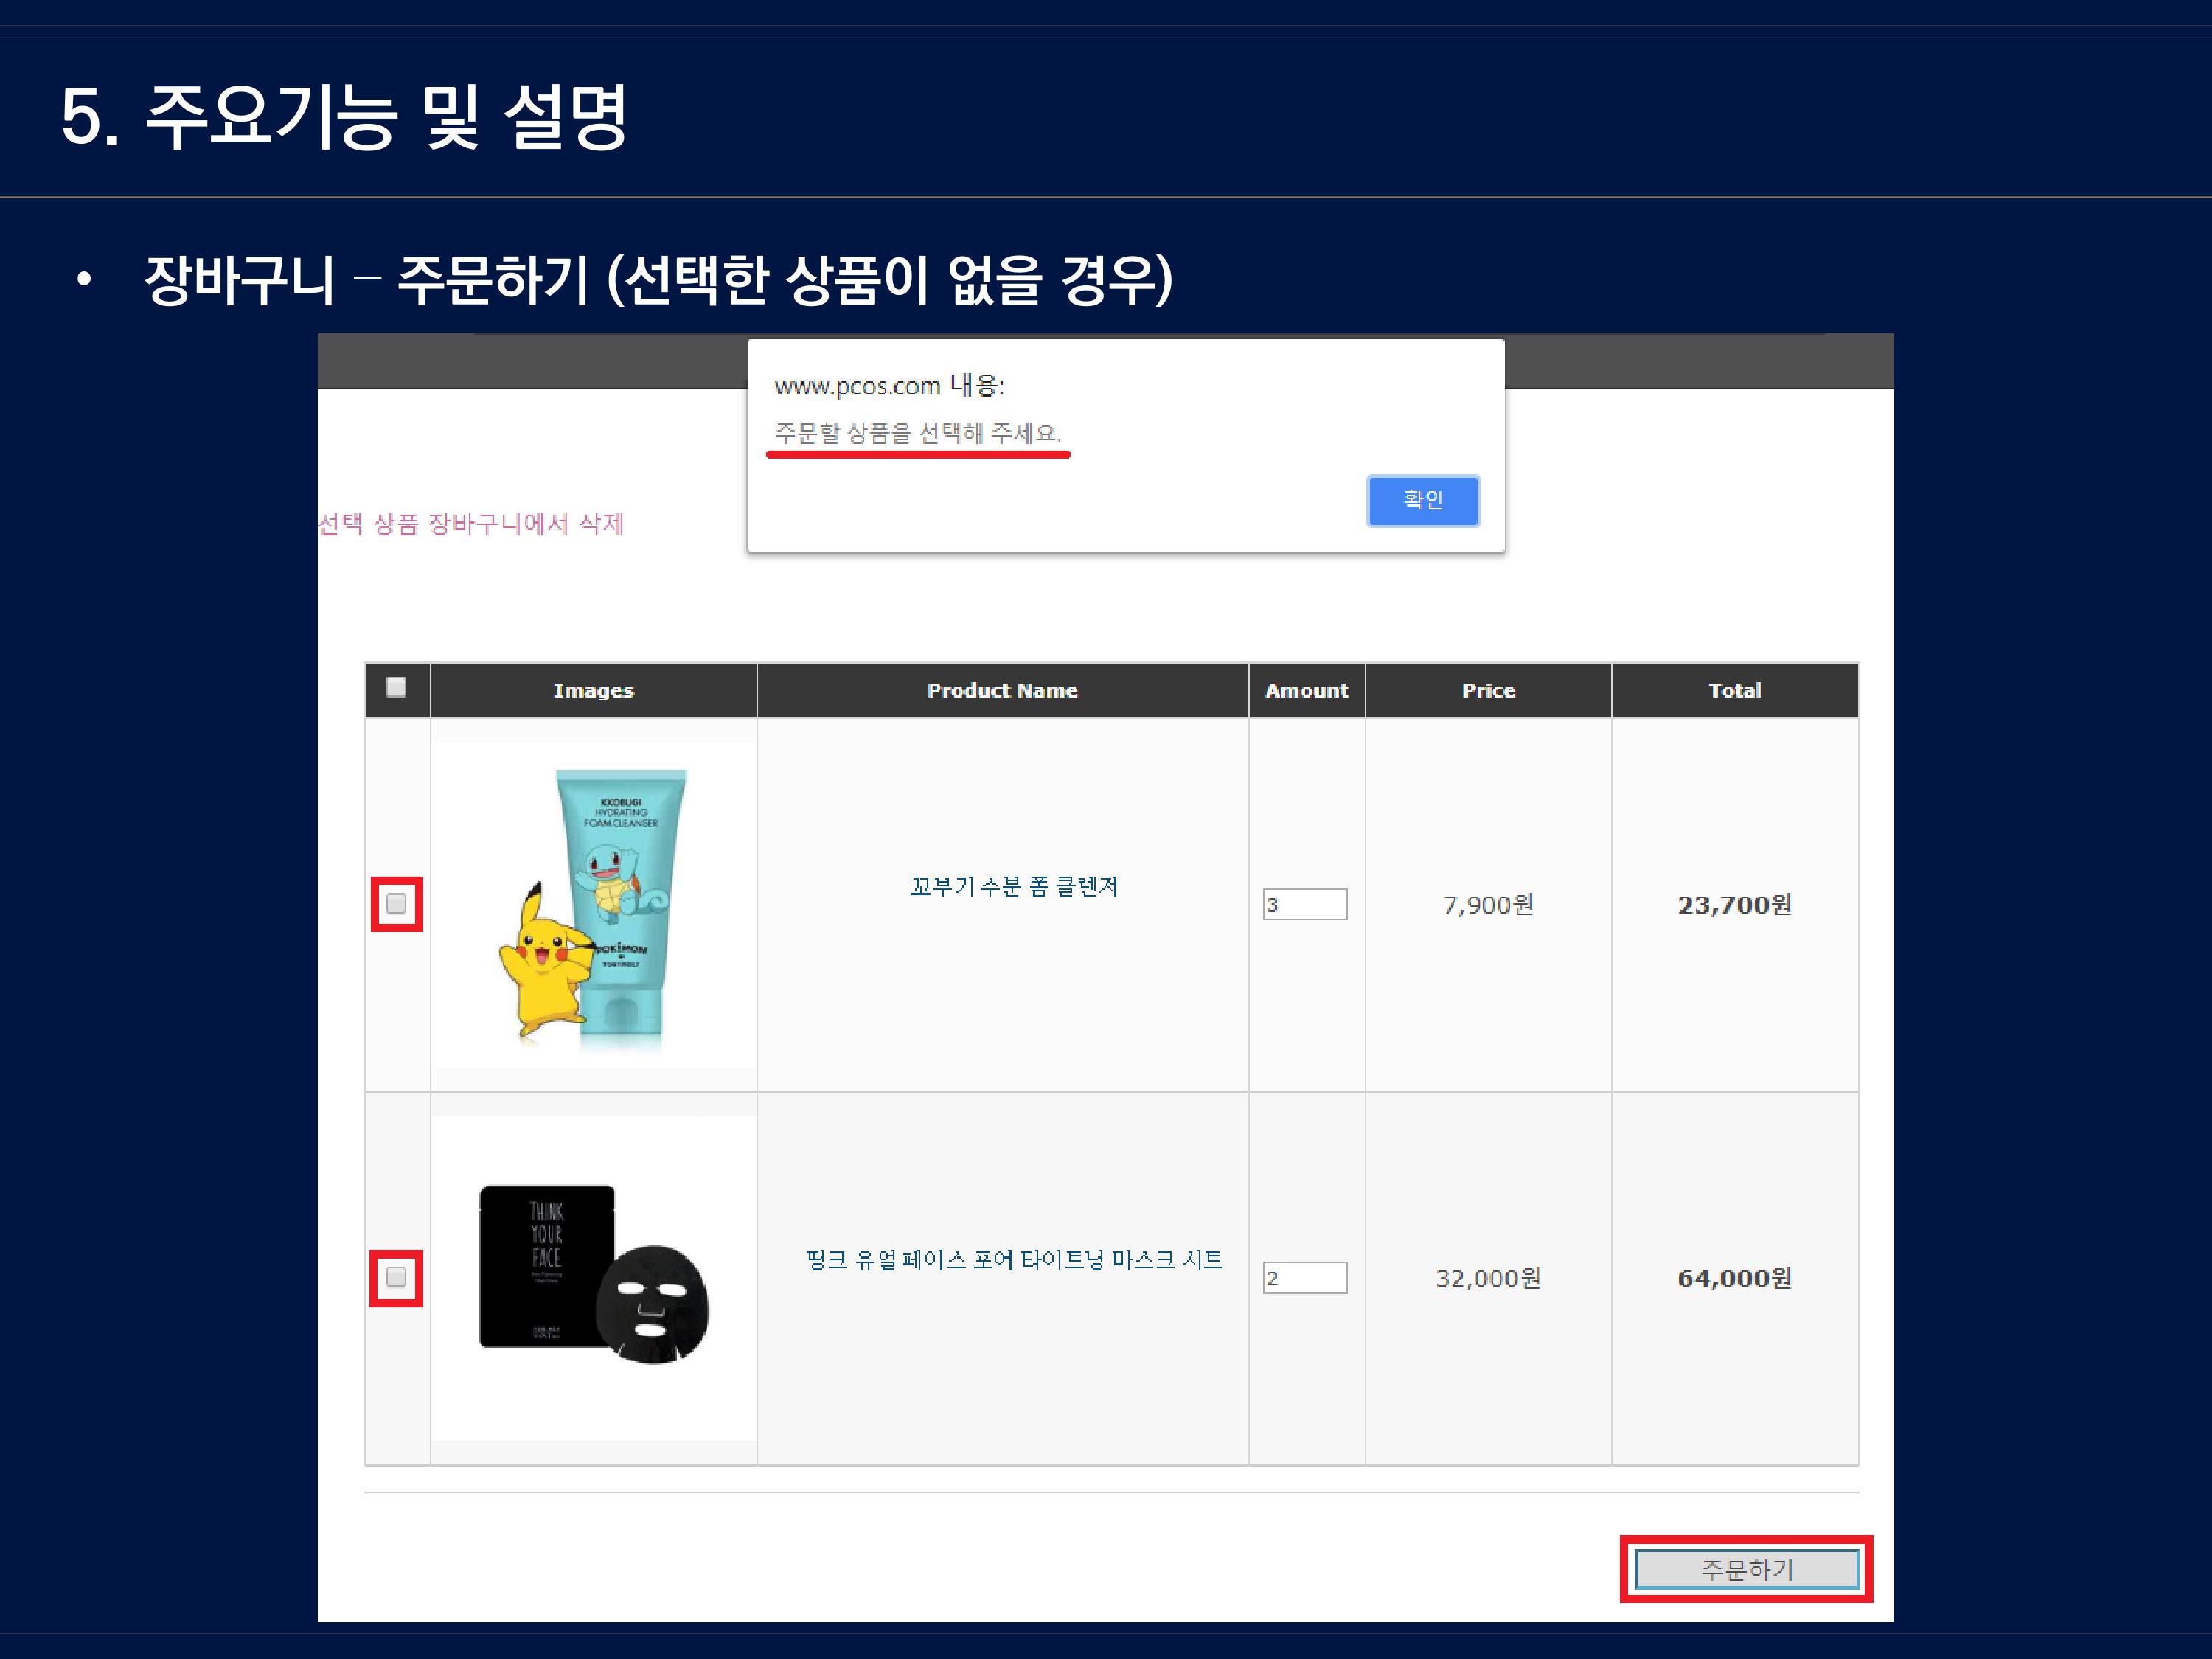 5. 주요기능 및 설명
• 장바구니 – 주문하기 (선택한 상품이 없을 경우)
www.pcos.com 내용:
주문할 상품을 선택해 주세요.
확인
선택 상품 장바구니에서 삭제
Images Product Name Amount Price Total
KKOBUGI
HYDRATING
FOAM CLEANSER
POKéMON
TONYMOLY
꼬부기 수분 폼 클렌저 3 7,900원 23,700원
THINK
YOUR
FACE
띵크 유얼 페이스 포어 타이트닝 마스크 시트 2 32,000원 64,000원
주문하기